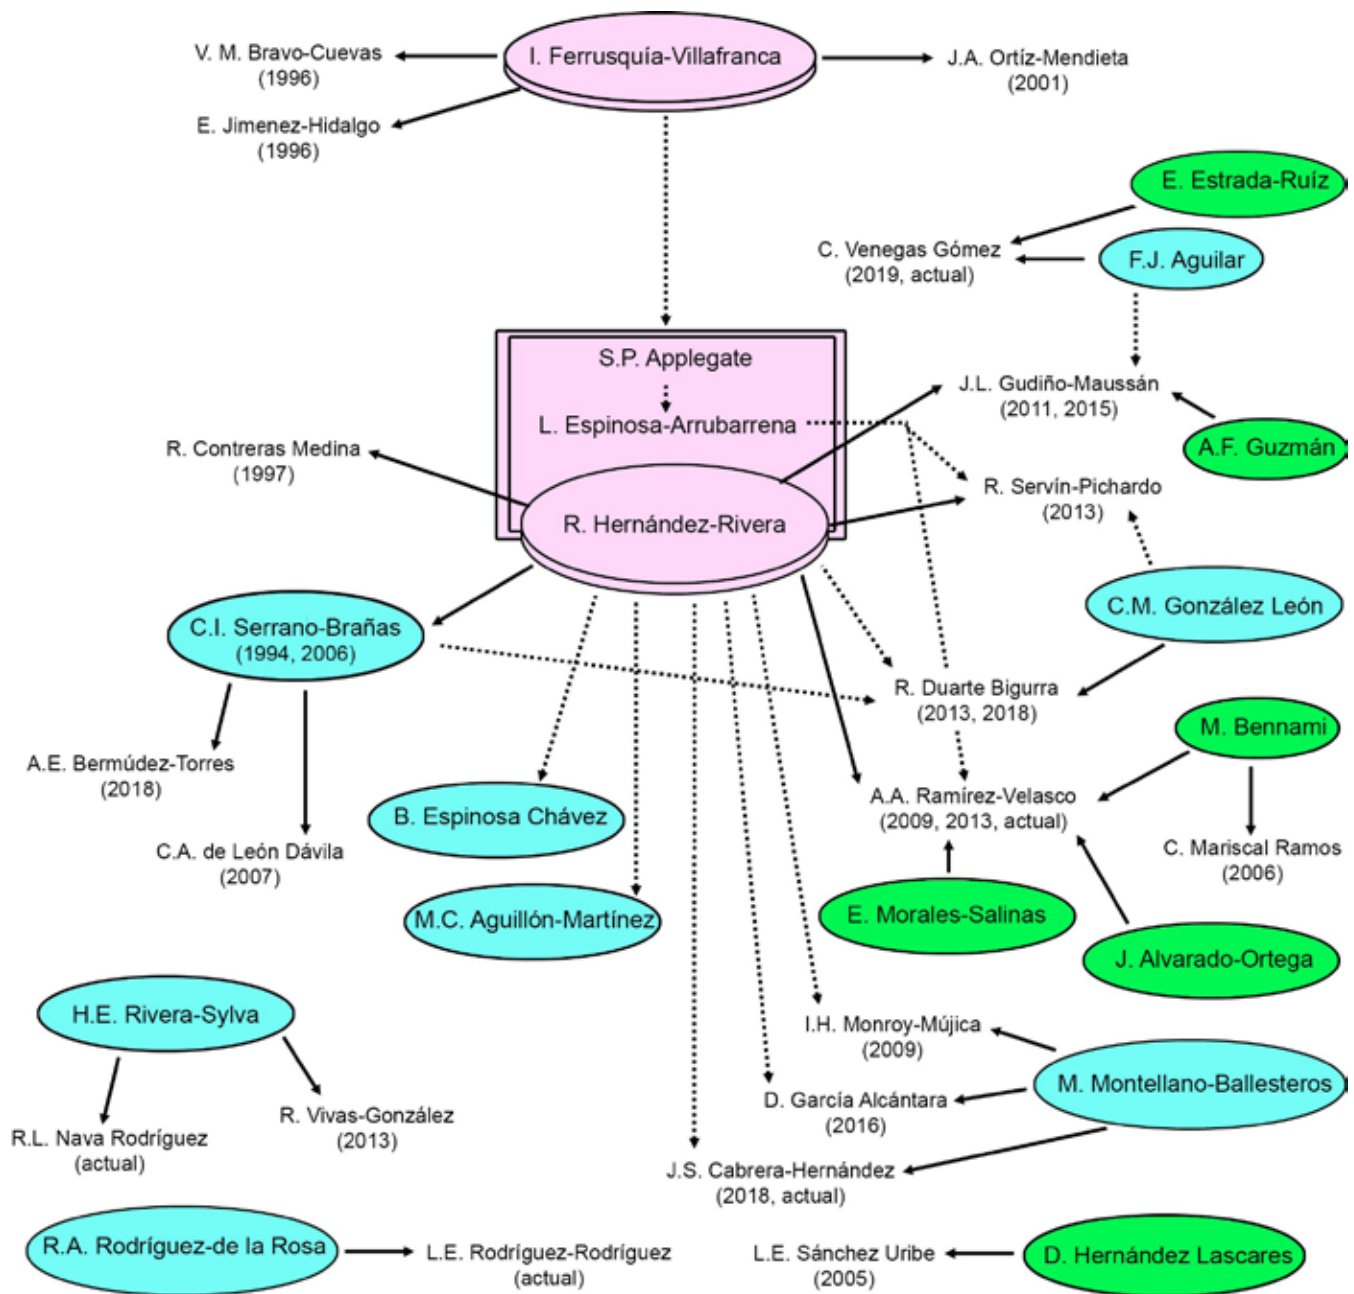 I. Ferrusquía-Villafranca
V. M. Bravo-Cuevas
(1996)
J.A. Ortíz-Mendieta
(2001)
E. Jimenez-Hidalgo
(1996)
E. Estrada-Ruíz
C. Venegas Gómez
(2019, actual)
F.J. Aguilar
S.P. Applegate
L. Espinosa-Arrubarrena
J.L. Gudiño-Maussán
(2011, 2015)
R. Contreras Medina
(1997)
A.F. Guzmán
R. Servín-Pichardo
(2013)
R. Hernández-Rivera
C.M. González León
C.I. Serrano-Brañas
(1994, 2006)
R. Duarte Bigurra
(2013, 2018)
M. Bennami
A.E. Bermúdez-Torres
(2018)
B. Espinosa Chávez
A.A. Ramírez-Velasco
(2009, 2013, actual)
C.A. de León Dávila
(2007)
C. Mariscal Ramos
(2006)
M.C. Aguillón-Martínez
E. Morales-Salinas
J. Alvarado-Ortega
H.E. Rivera-Sylva
I.H. Monroy-Mújica
(2009)
M. Montellano-Ballesteros
D. García Alcántara
(2016)
R. Vivas-González
(2013)
R.L. Nava Rodríguez
(actual)
J.S. Cabrera-Hernández
(2018, actual)
R.A. Rodríguez-de la Rosa
L.E. Rodríguez-Rodríguez
(actual)
L.E. Sánchez Uribe
(2005)
D. Hernández Lascares